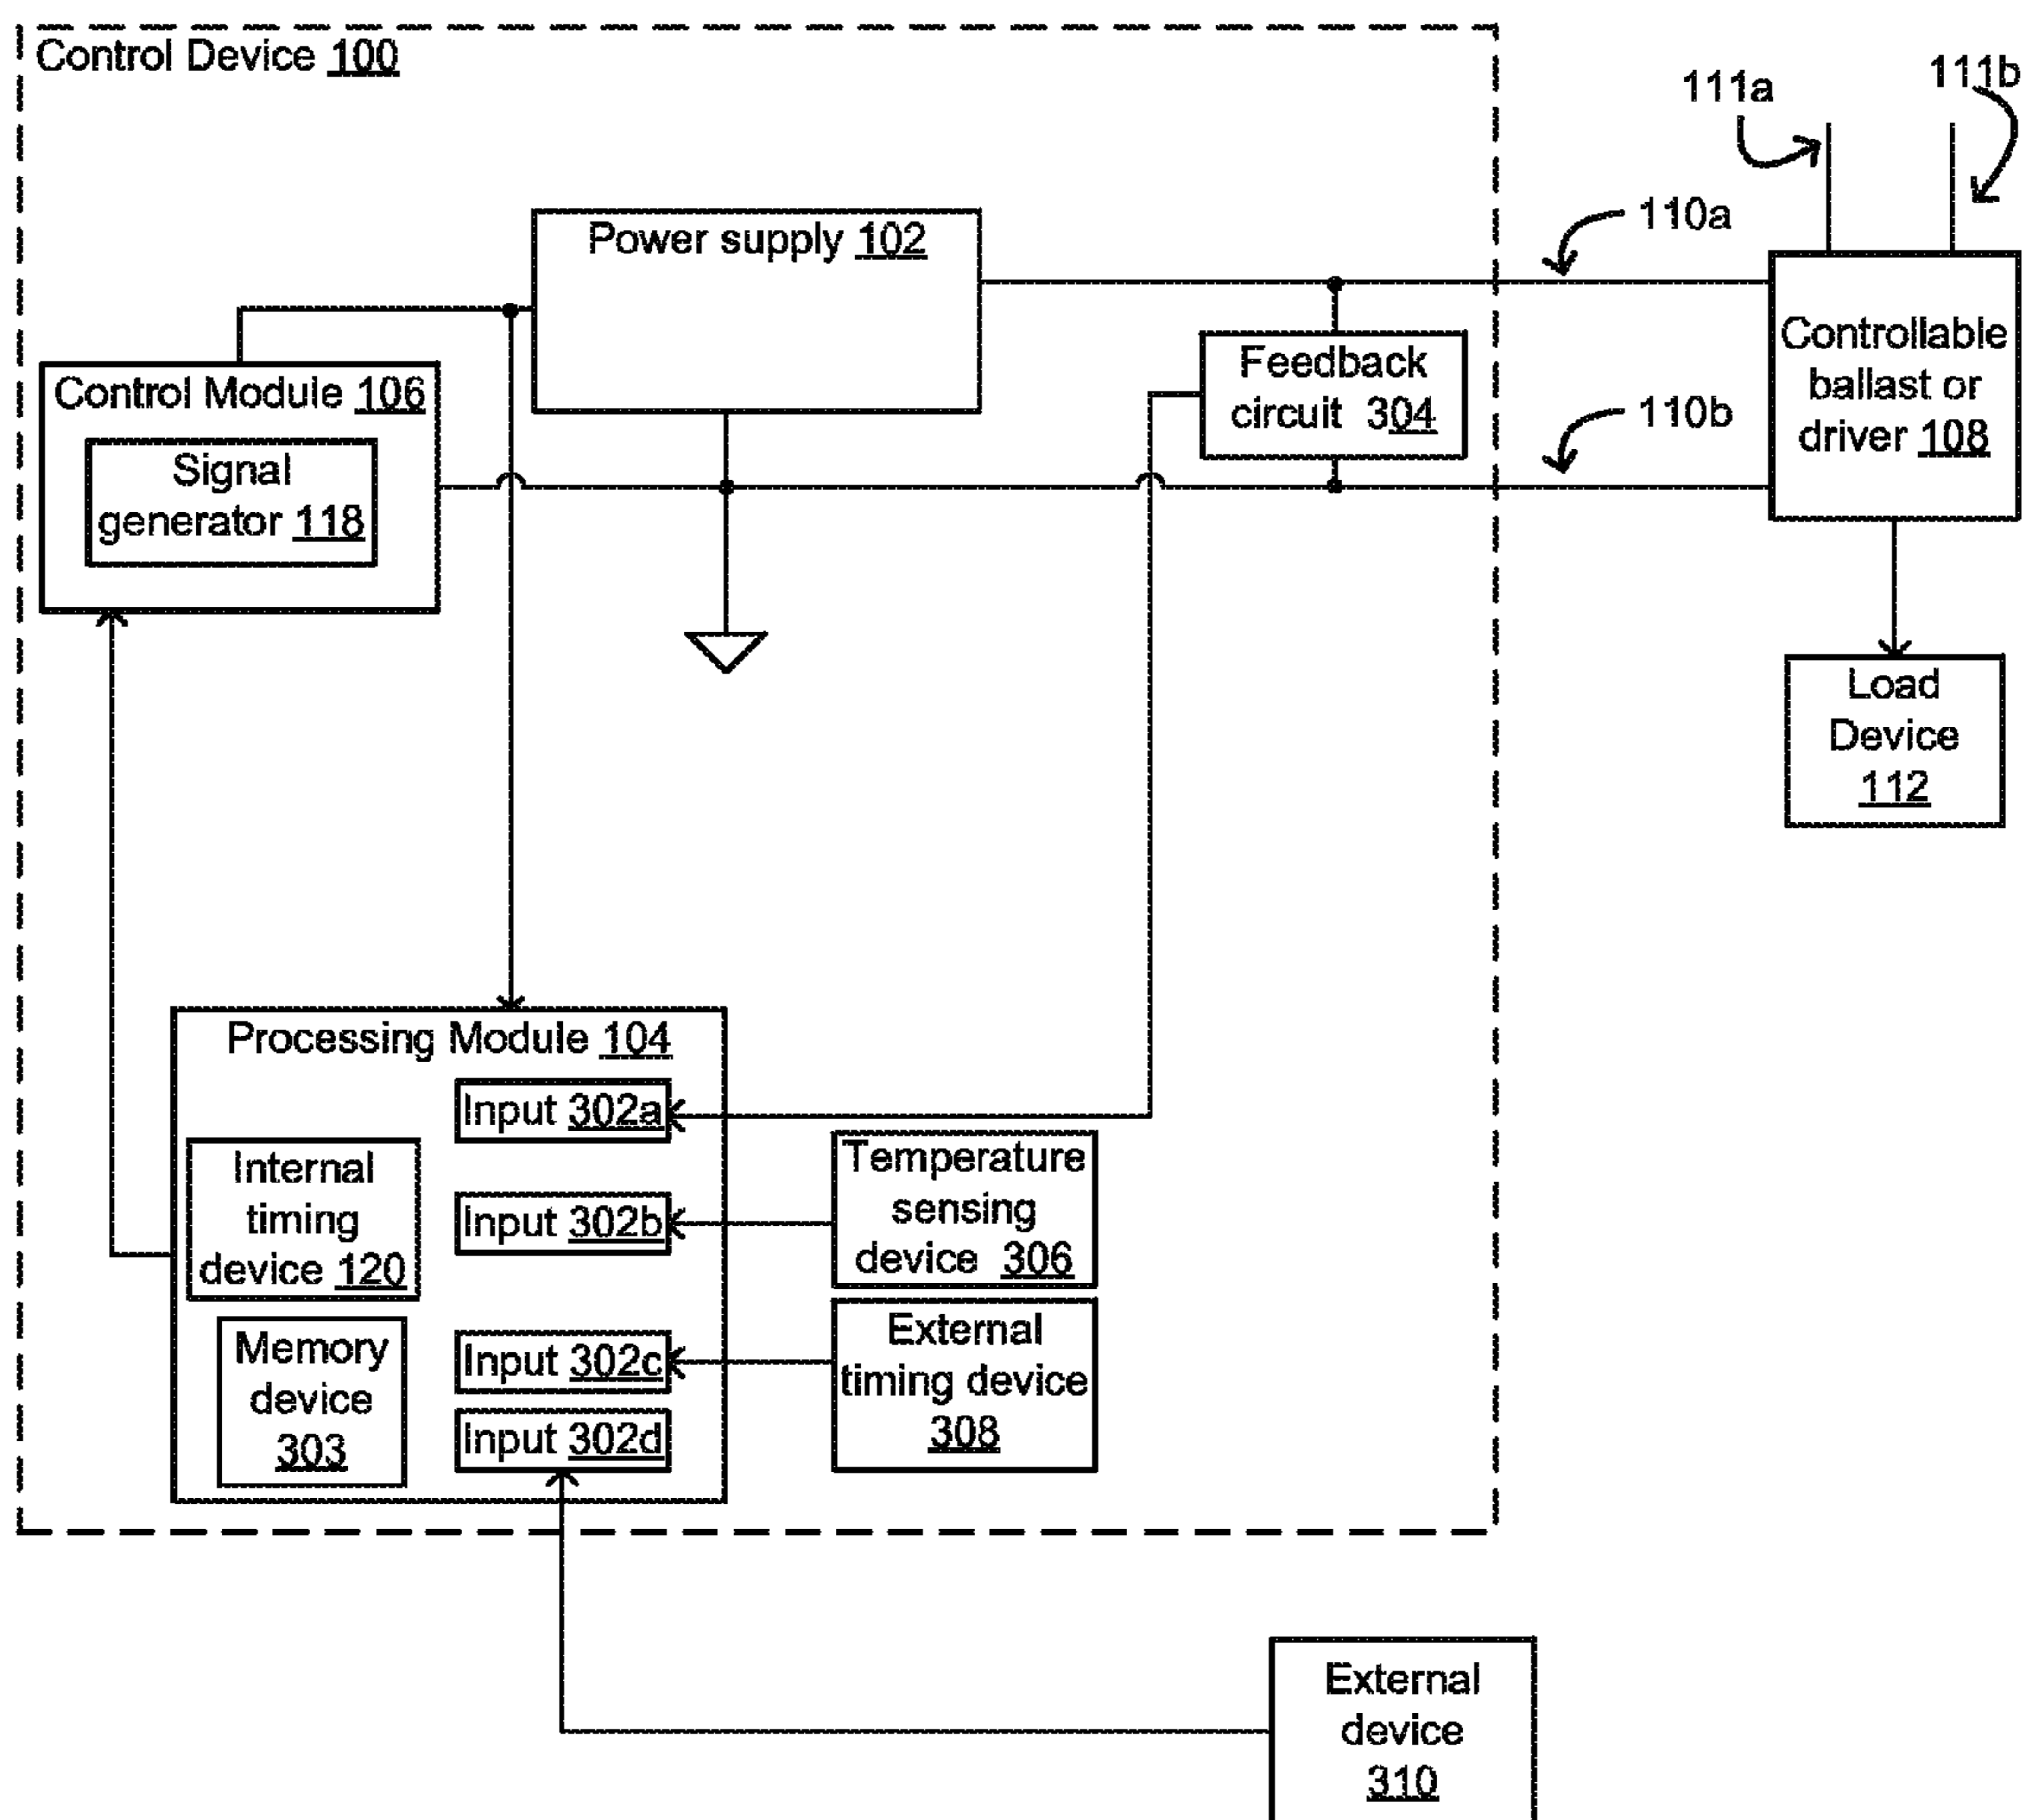 Control Device 100
111a
111b
110a
Power supply 102
Controllable
ballast or
driver 108
Feedback
circuit 304
110b
Control Module 106
Signal
generator 118
Load
Device
112
Processing Module 104
Input 302a
Internal
timing
device 120
Input 302b
Temperature
sensing
device 306
Memory
device
303
Input 302c
Input 302d
External
timing device
308
External
device
310